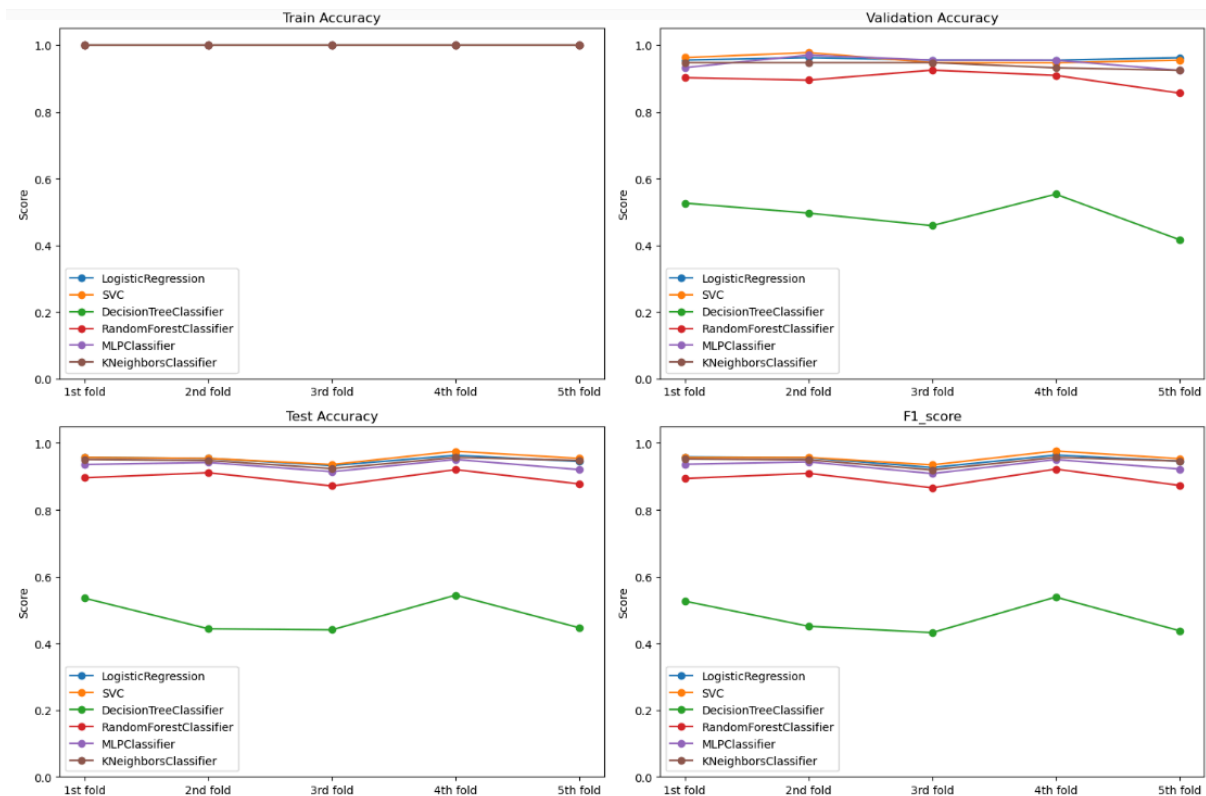 Train Accuracy
Score
1.0
0.8
0.6
0.4
0.2
0.0
LogisticRegression
SVC
DecisionTreeClassifier
RandomForestClassifier
MLPClassifier
KNeighborsClassifier
1st fold 2nd fold 3rd fold 4th fold 5th fold
Validation Accuracy
Score
1.0
0.8
0.6
0.4
0.2
0.0
LogisticRegression
SVC
DecisionTreeClassifier
RandomForestClassifier
MLPClassifier
KNeighborsClassifier
1st fold 2nd fold 3rd fold 4th fold 5th fold
Test Accuracy
Score
1.0
0.8
0.6
0.4
0.2
0.0
LogisticRegression
SVC
DecisionTreeClassifier
RandomForestClassifier
MLPClassifier
KNeighborsClassifier
1st fold 2nd fold 3rd fold 4th fold 5th fold
F1_score
Score
1.0
0.8
0.6
0.4
0.2
0.0
LogisticRegression
SVC
DecisionTreeClassifier
RandomForestClassifier
MLPClassifier
KNeighborsClassifier
1st fold 2nd fold 3rd fold 4th fold 5th fold